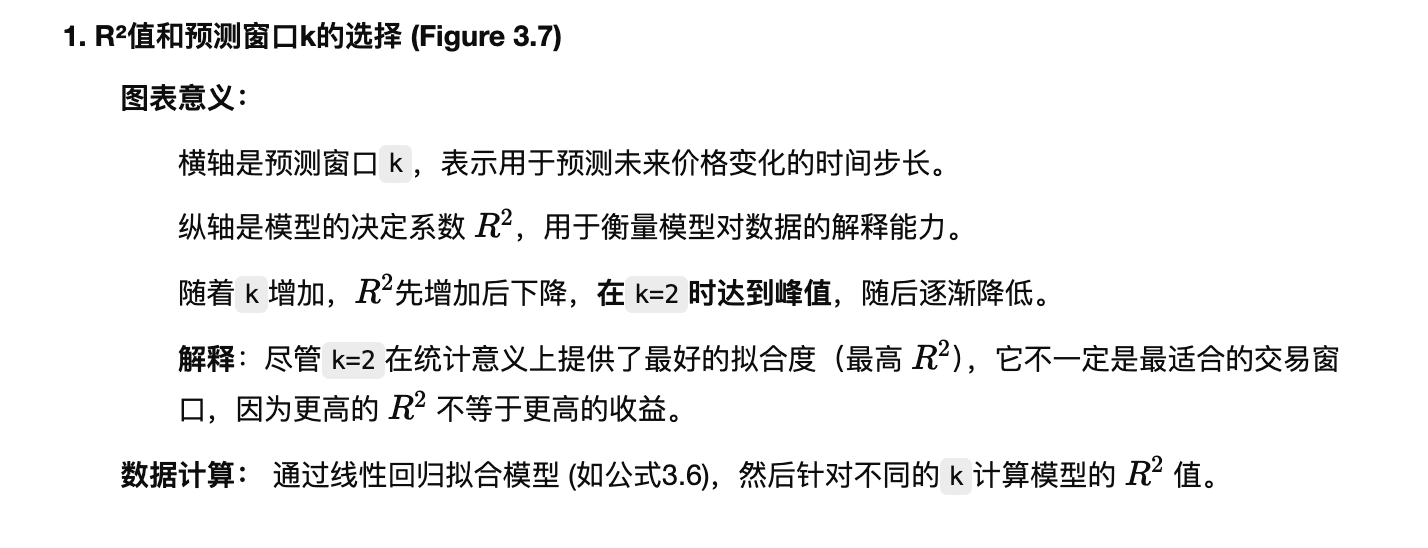 1. R²值和预测窗口k的选择 (Figure 3.7)
图表意义：
横轴是预测窗口 k ，表示用于预测未来价格变化的时间步长。
纵轴是模型的决定系数 R²，用于衡量模型对数据的解释能力。
随着 k 增加，R²先增加后下降，在 k=2 时达到峰值，随后逐渐降低。
解释：尽管 k=2 在统计意义上提供了最好的拟合度（最高 R²），它不一定是最适合的交易窗
口，因为更高的 R² 不等于更高的收益。
数据计算： 通过线性回归拟合模型 (如公式3.6)，然后针对不同的 k 计算模型的 R² 值。